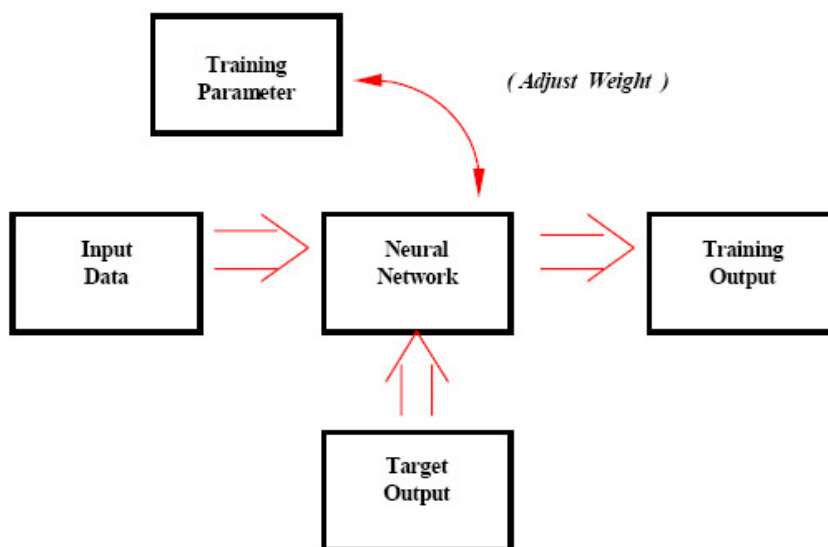 Training
Parameter
( Adjust Weight )
Input
Data
Neural
Network
Training
Output
Target
Output